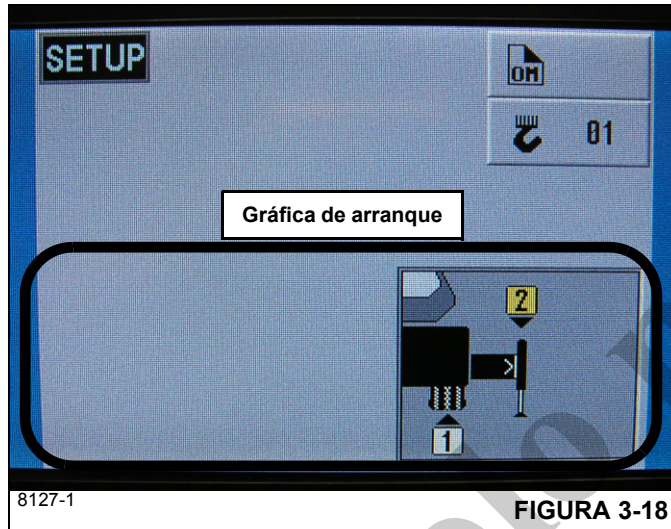 SETUP
OM
01
Gráfica de arranque
2
1
8127-1
FIGURA 3-18